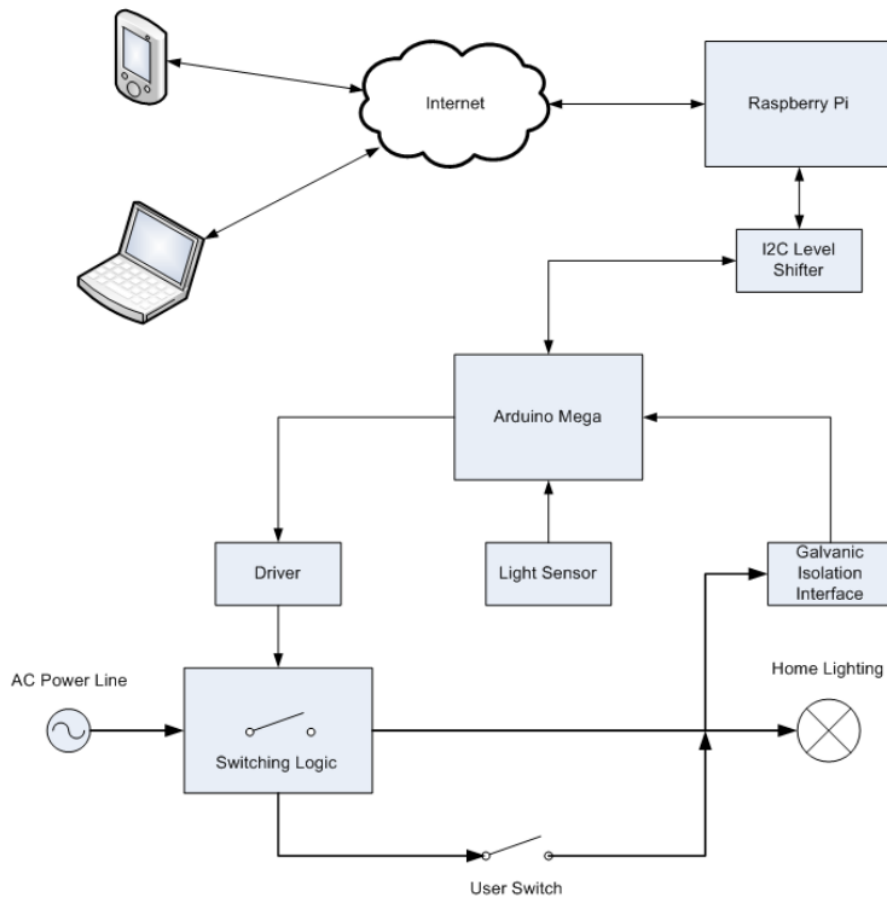 Internet
Raspberry Pi
I2C Level
Shifter
Arduino Mega
Driver
Light Sensor
Galvanic
Isolation
Interface
AC Power Line
Home Lighting
Switching Logic
User Switch